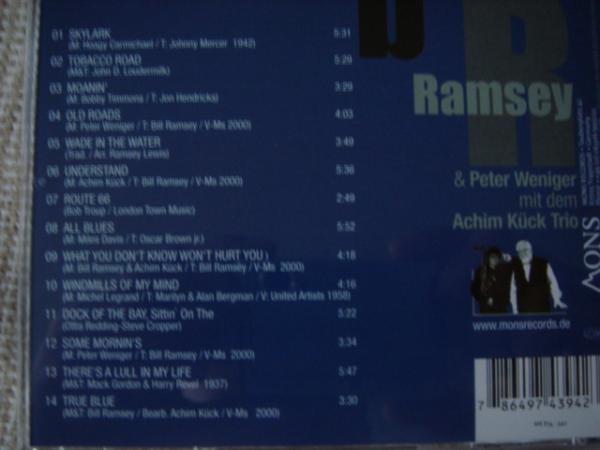 01 SKYLARK 5:31
(M: Hoagy Carmichael / T: Johnny Mercer 1942)
02 TOBACCO ROAD 5:29
(M&T: John D. Loudermilk)
03 MOANIN' 3:29
(M: Bobby Timmons / T: Jon Hendricks)
04 OLD ROADS 4:03
(M: Peter Weniger / T: Bill Ramsey / V-Ms 2000)
05 WADE IN THE WATER 3:49
(Trad. / Arr. Ramsey Lewis)
06 UNDERSTAND 5:36
(M: Achim Kück / T: Bill Ramsey / V-Ms 2000)
07 ROUTE 66 2:49
(Bob Troup / London Town Music)
08 ALL BLUES 5:52
(M: Miles Davis / T: Oscar Brown jr.)
09 WHAT YOU DON'T KNOW WON'T HURT YOU ) 4:18
(M: Bill Ramsey & Achim Kück / T: Bill Ramsey / V-Ms 2000)
10 WINDMILLS OF MY MIND 4:16
(M: Michel Legrand / T: Marilyn & Alan Bergman / V: United Artists 1958)
11 DOCK OF THE BAY, Sittin' On The 5:22
(Ottis Redding-Steve Cropper)
12 SOME MORNIN'S 3:34
(M: Peter Weniger / T: Bill Ramsey / V-Ms 2000)
13 THERE'S A LULL IN MY LIFE 5:47
(M&T: Mack Gordon & Harry Revel 1937)
14 TRUE BLUE 3:30
(M&T: Bill Ramsey / Bearb. Achim Kück / V-Ms 2000)
R
Ramsey
& Peter Weniger
mit dem
Achim Kück Trio
www.monsrecords.de
MONS
7 86497 43942